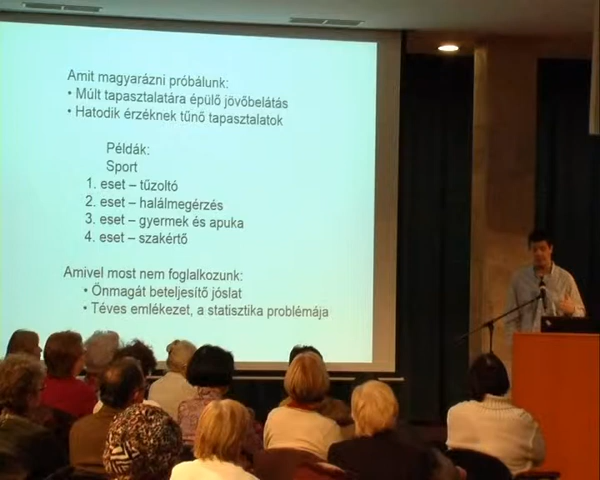 Amit magyarázni próbálunk:
• Múlt tapasztalatára épülő jövőbelátás
• Hatodik érzéknek tűnő tapasztalatok
Példák:
Sport
1. eset – tűzoltó
2. eset – halálmegérzés
3. eset – gyermek és apuka
4. eset – szakértő
Amivel most nem foglalkozunk:
• Önmagát beteljesítő jóslat
• Téves emlékezet, a statisztika problémája